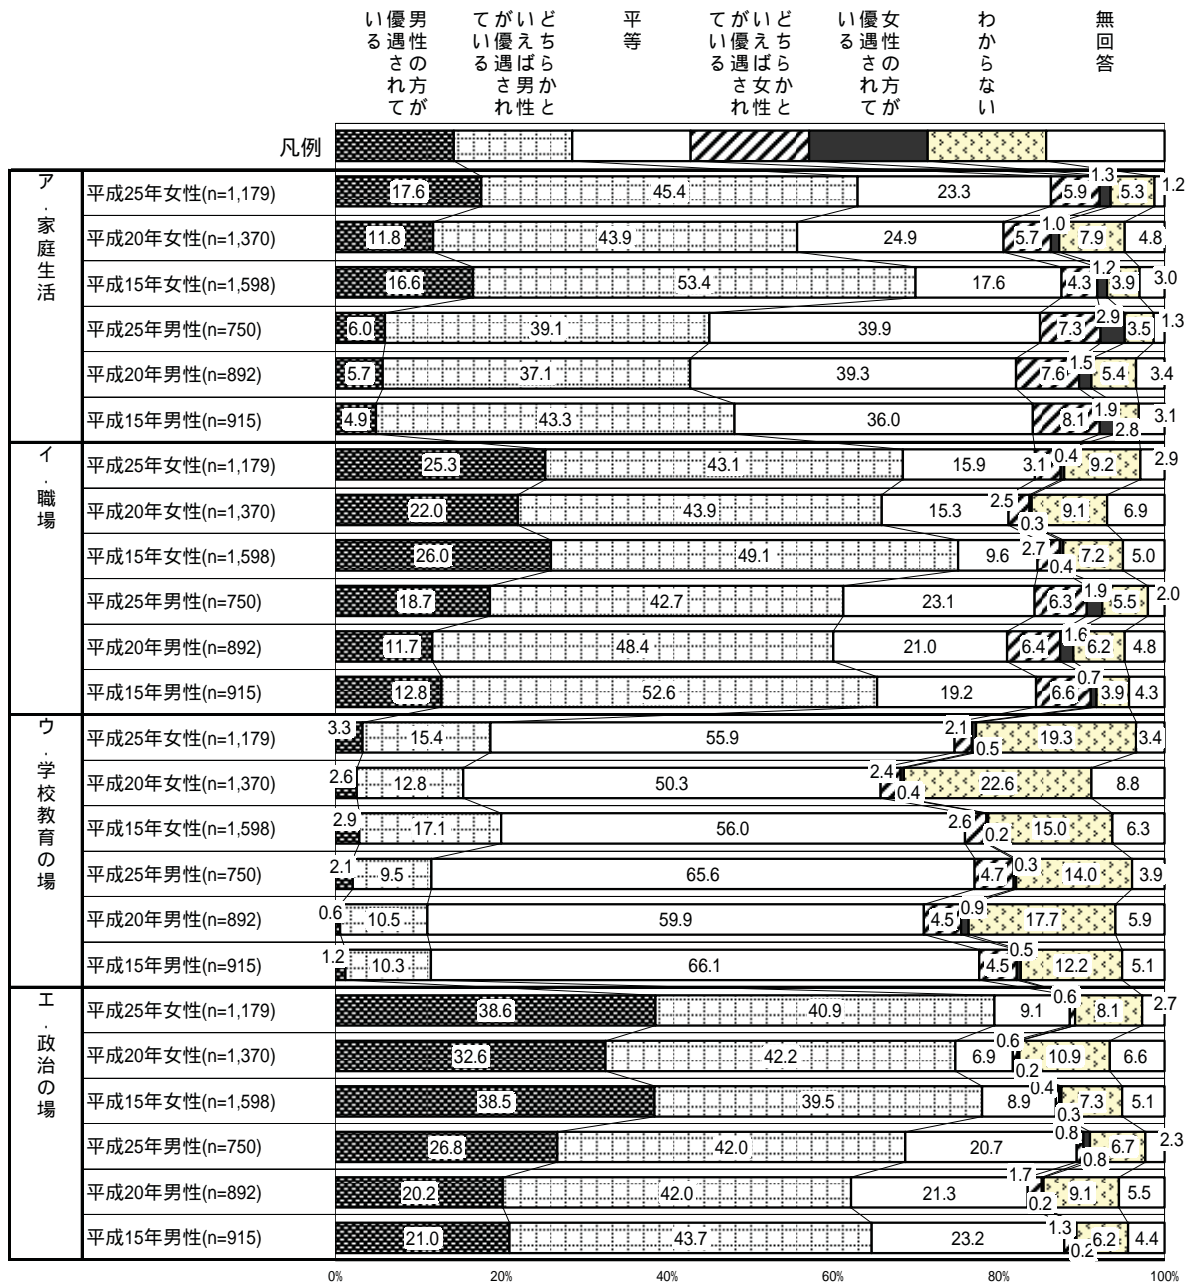 男性の方が優遇されている
どちらかといえば男性が優遇されている
平等
どちらかといえば女性が優遇されている
女性の方が優遇されている
わからない
無回答
凡例
ア.家庭生活
平成25年女性(n=1,179) 17.6 45.4 23.3 5.9 1.3 5.3 1.2
平成20年女性(n=1,370) 11.8 43.9 24.9 5.7 1.0 7.9 4.8
平成15年女性(n=1,598) 16.6 53.4 17.6 4.3 1.2 3.9 3.0
平成25年男性(n=750) 6.0 39.1 39.9 7.3 2.9 3.5 1.3
平成20年男性(n=892) 5.7 37.1 39.3 7.6 1.5 5.4 3.4
平成15年男性(n=915) 4.9 43.3 36.0 8.1 1.9 2.8 3.1
イ.職場
平成25年女性(n=1,179) 25.3 43.1 15.9 3.1 0.4 9.2 2.9
平成20年女性(n=1,370) 22.0 43.9 15.3 2.5 0.3 9.1 6.9
平成15年女性(n=1,598) 26.0 49.1 9.6 2.7 0.4 7.2 5.0
平成25年男性(n=750) 18.7 42.7 23.1 6.3 1.9 5.5 2.0
平成20年男性(n=892) 11.7 48.4 21.0 6.4 1.6 6.2 4.8
平成15年男性(n=915) 12.8 52.6 19.2 6.6 0.7 3.9 4.3
ウ.学校教育の場
平成25年女性(n=1,179) 3.3 15.4 55.9 2.1 0.5 19.3 3.4
平成20年女性(n=1,370) 2.6 12.8 50.3 2.4 0.4 22.6 8.8
平成15年女性(n=1,598) 2.9 17.1 56.0 2.6 0.2 15.0 6.3
平成25年男性(n=750) 2.1 9.5 65.6 4.7 0.3 14.0 3.9
平成20年男性(n=892) 0.6 10.5 59.9 4.5 0.9 17.7 5.9
平成15年男性(n=915) 1.2 10.3 66.1 4.5 0.5 12.2 5.1
エ.政治の場
平成25年女性(n=1,179) 38.6 40.9 9.1 0.6 8.1 2.7
平成20年女性(n=1,370) 32.6 42.2 6.9 0.6 0.2 10.9 6.6
平成15年女性(n=1,598) 38.5 39.5 8.9 0.4 0.3 7.3 5.1
平成25年男性(n=750) 26.8 42.0 20.7 0.8 0.8 6.7 2.3
平成20年男性(n=892) 20.2 42.0 21.3 1.7 0.2 9.1 5.5
平成15年男性(n=915) 21.0 43.7 23.2 1.3 0.2 6.2 4.4
0% 20% 40% 60% 80% 100%